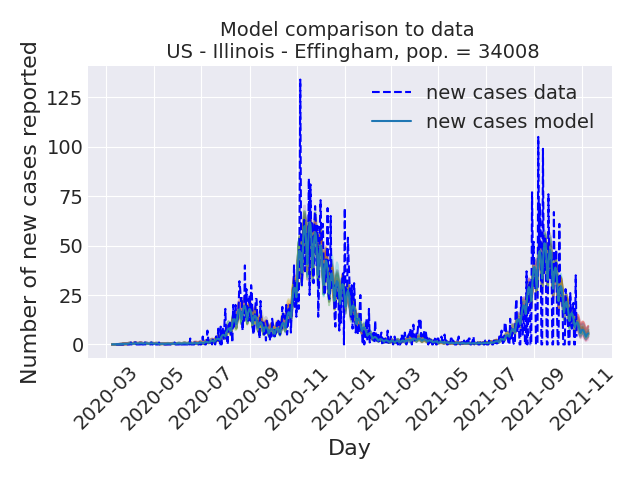 Model comparison to data
US - Illinois - Effingham, pop. = 34008
Number of new cases reported
125
100
75
50
25
0
new cases data
new cases model
2020-03
2020-05
2020-07
2020-09
2020-11
2021-01
2021-03
2021-05
2021-07
2021-09
2021-11
Day